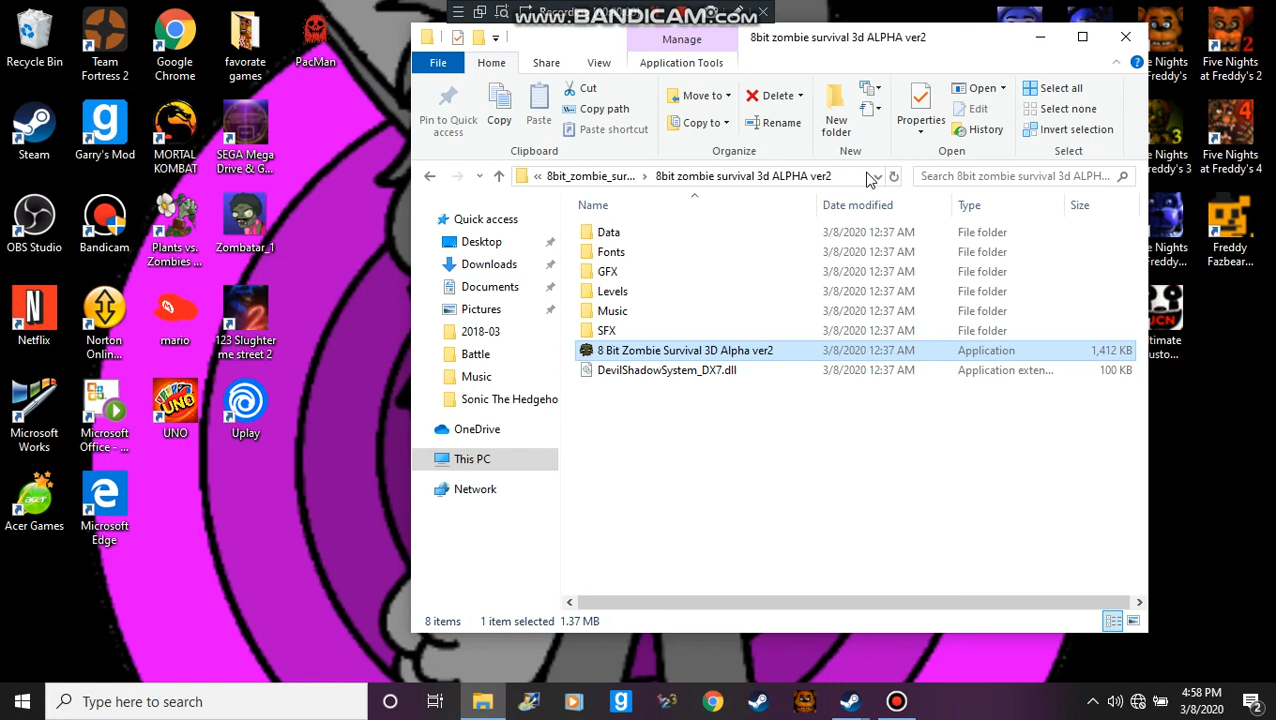 www.BANDICAM.com
Manage
8bit zombie survival 3d ALPHA ver2
File
Home
Share
View
Application Tools
Pin to Quick access
Copy
Paste
Cut
Copy path
Paste shortcut
Clipboard
Move to
Copy to
Delete
Rename
Organize
New folder
New
Properties
Open
Edit
History
Open
Select all
Select none
Invert selection
Select
« 8bit_zombie_sur... › 8bit zombie survival 3d ALPHA ver2
Search 8bit zombie survival 3d ALPH...
Quick access
Desktop
Downloads
Documents
Pictures
2018-03
Battle
Music
Sonic The Hedgeho
OneDrive
This PC
Network
Name Date modified Type Size
Data 3/8/2020 12:37 AM File folder
Fonts 3/8/2020 12:37 AM File folder
GFX 3/8/2020 12:37 AM File folder
Levels 3/8/2020 12:37 AM File folder
Music 3/8/2020 12:37 AM File folder
SFX 3/8/2020 12:37 AM File folder
8 Bit Zombie Survival 3D Alpha ver2 3/8/2020 12:37 AM Application 1,412 KB
DevilShadowSystem_DX7.dll 3/8/2020 12:37 AM Application exten... 100 KB
8 items 1 item selected 1.37 MB
Recycle Bin
Team Fortress 2
Google Chrome
favorate games
PacMan
Steam
Garry's Mod
MORTAL KOMBAT
SEGA Mega Drive & G...
OBS Studio
Bandicam
Plants vs. Zombies ...
Zombatar_1
Netflix
Norton Online...
mario
123 Slughter me street 2
Microsoft Works
Microsoft Office - ...
UNO
Uplay
Acer Games
Microsoft Edge
Five Nights at Freddy 2
Five Nights at Freddy 4
Freddy Fazbear...
Type here to search
4:58 PM
3/8/2020
2